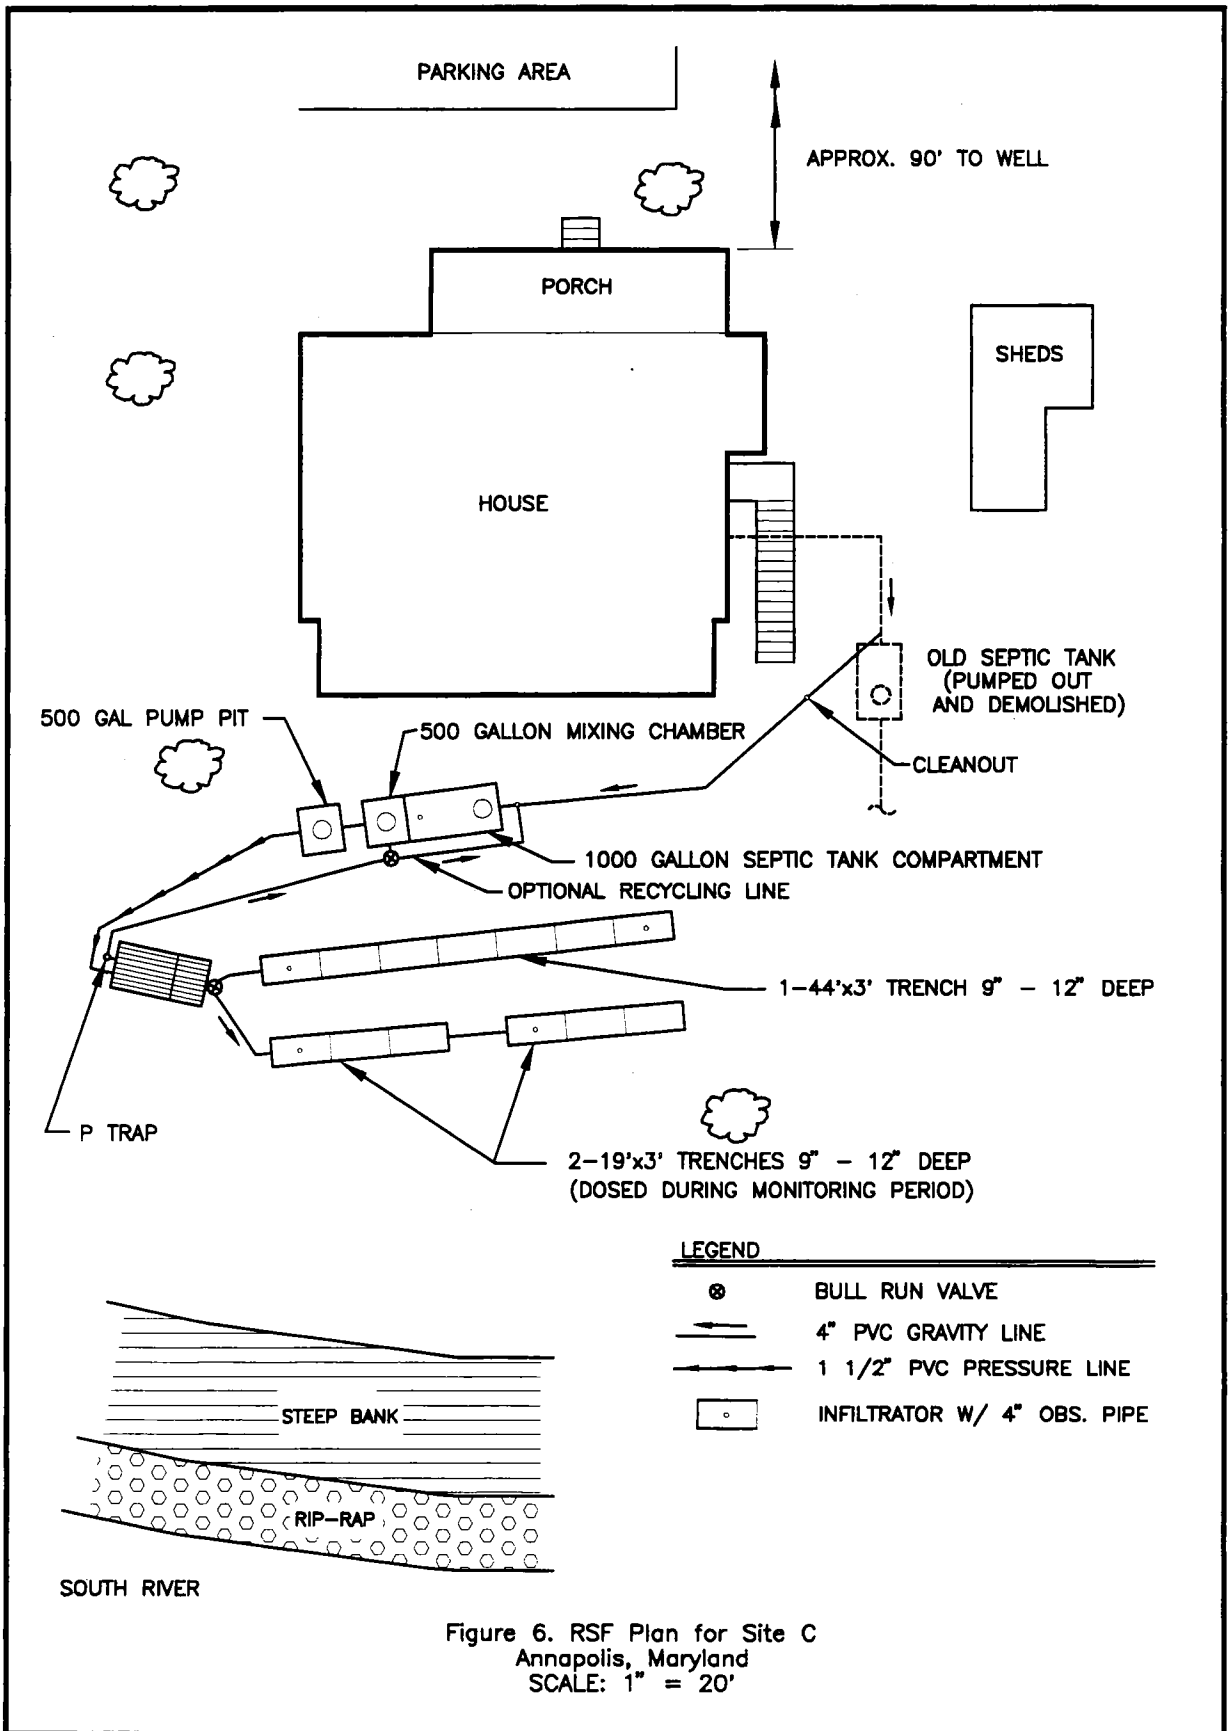 PARKING AREA
APPROX. 90' TO WELL
PORCH
SHEDS
HOUSE
OLD SEPTIC TANK
(PUMPED OUT
AND DEMOLISHED)
500 GAL PUMP PIT
500 GALLON MIXING CHAMBER
CLEANOUT
1000 GALLON SEPTIC TANK COMPARTMENT
OPTIONAL RECYCLING LINE
1-44'x3' TRENCH 9" - 12" DEEP
P TRAP
2-19'x3' TRENCHES 9" - 12" DEEP
(DOSED DURING MONITORING PERIOD)
LEGEND
BULL RUN VALVE
4" PVC GRAVITY LINE
1 1/2" PVC PRESSURE LINE
INFILTRATOR W/ 4" OBS. PIPE
STEEP BANK
RIP-RAP
SOUTH RIVER
Figure 6. RSF Plan for Site C
Annapolis, Maryland
SCALE: 1" = 20'